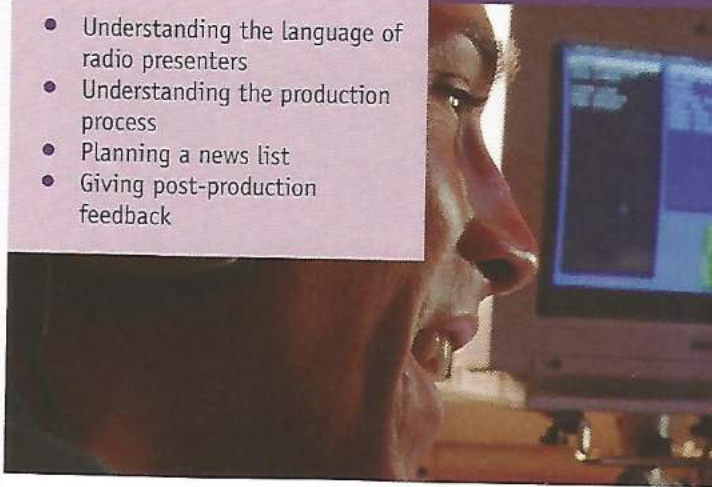 • Understanding the language of
radio presenters
• Understanding the production
process
• Planning a news list
• Giving post-production
feedback